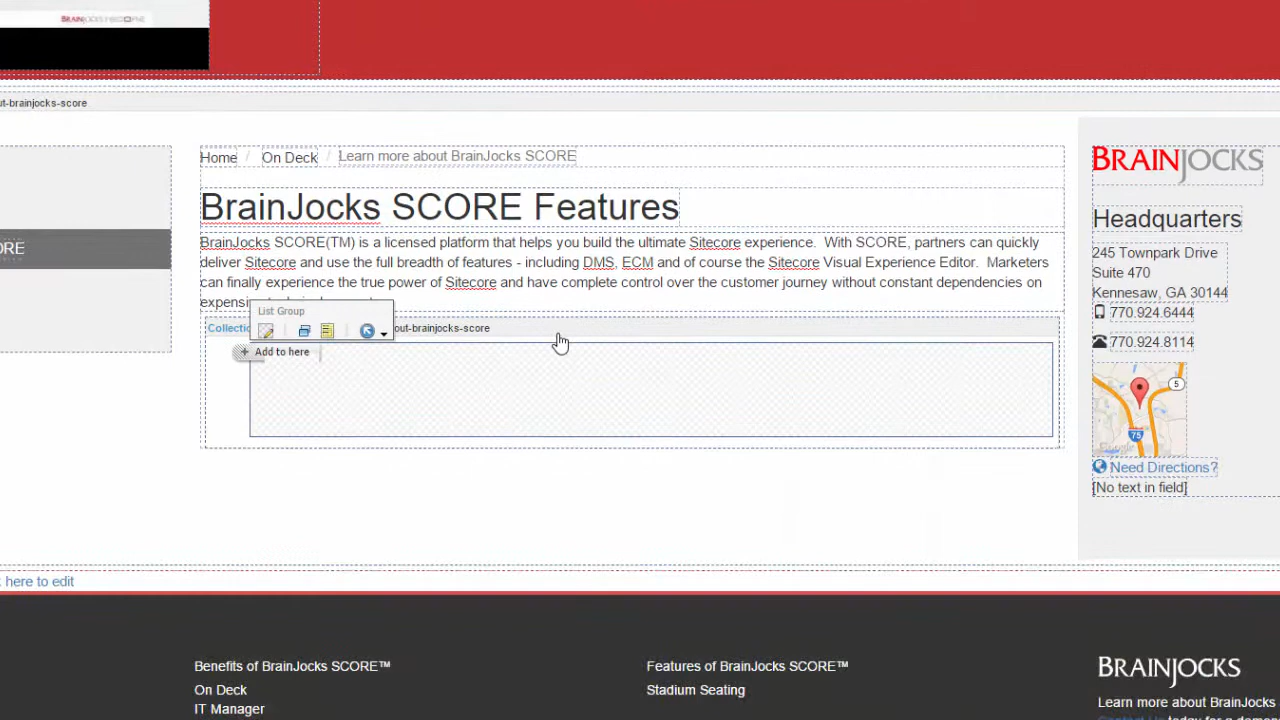 ut-brainjocks-score
Home / On Deck / Learn more about BrainJocks SCORE
BrainJocks SCORE Features
ORE
BrainJocks SCORE(TM) is a licensed platform that helps you build the ultimate Sitecore experience. With SCORE, partners can quickly
deliver Sitecore and use the full breadth of features - including DMS, ECM and of course the Sitecore Visual Experience Editor. Marketers
can finally experience the true power of Sitecore and have complete control over the customer journey without constant dependencies on
List Group
Collectio
out-brainjocks-score
Add to here
BRAINJOCKS
Headquarters
245 Townpark Drive
Suite 470
Kennesaw, GA 30144
770.924.6444
770.924.8114
5
75
Need Directions?
[No text in field]
here to edit
Benefits of BrainJocks SCORE™
On Deck
IT Manager
Features of BrainJocks SCORE™
Stadium Seating
BRAINJOCKS
Learn more about BrainJocks